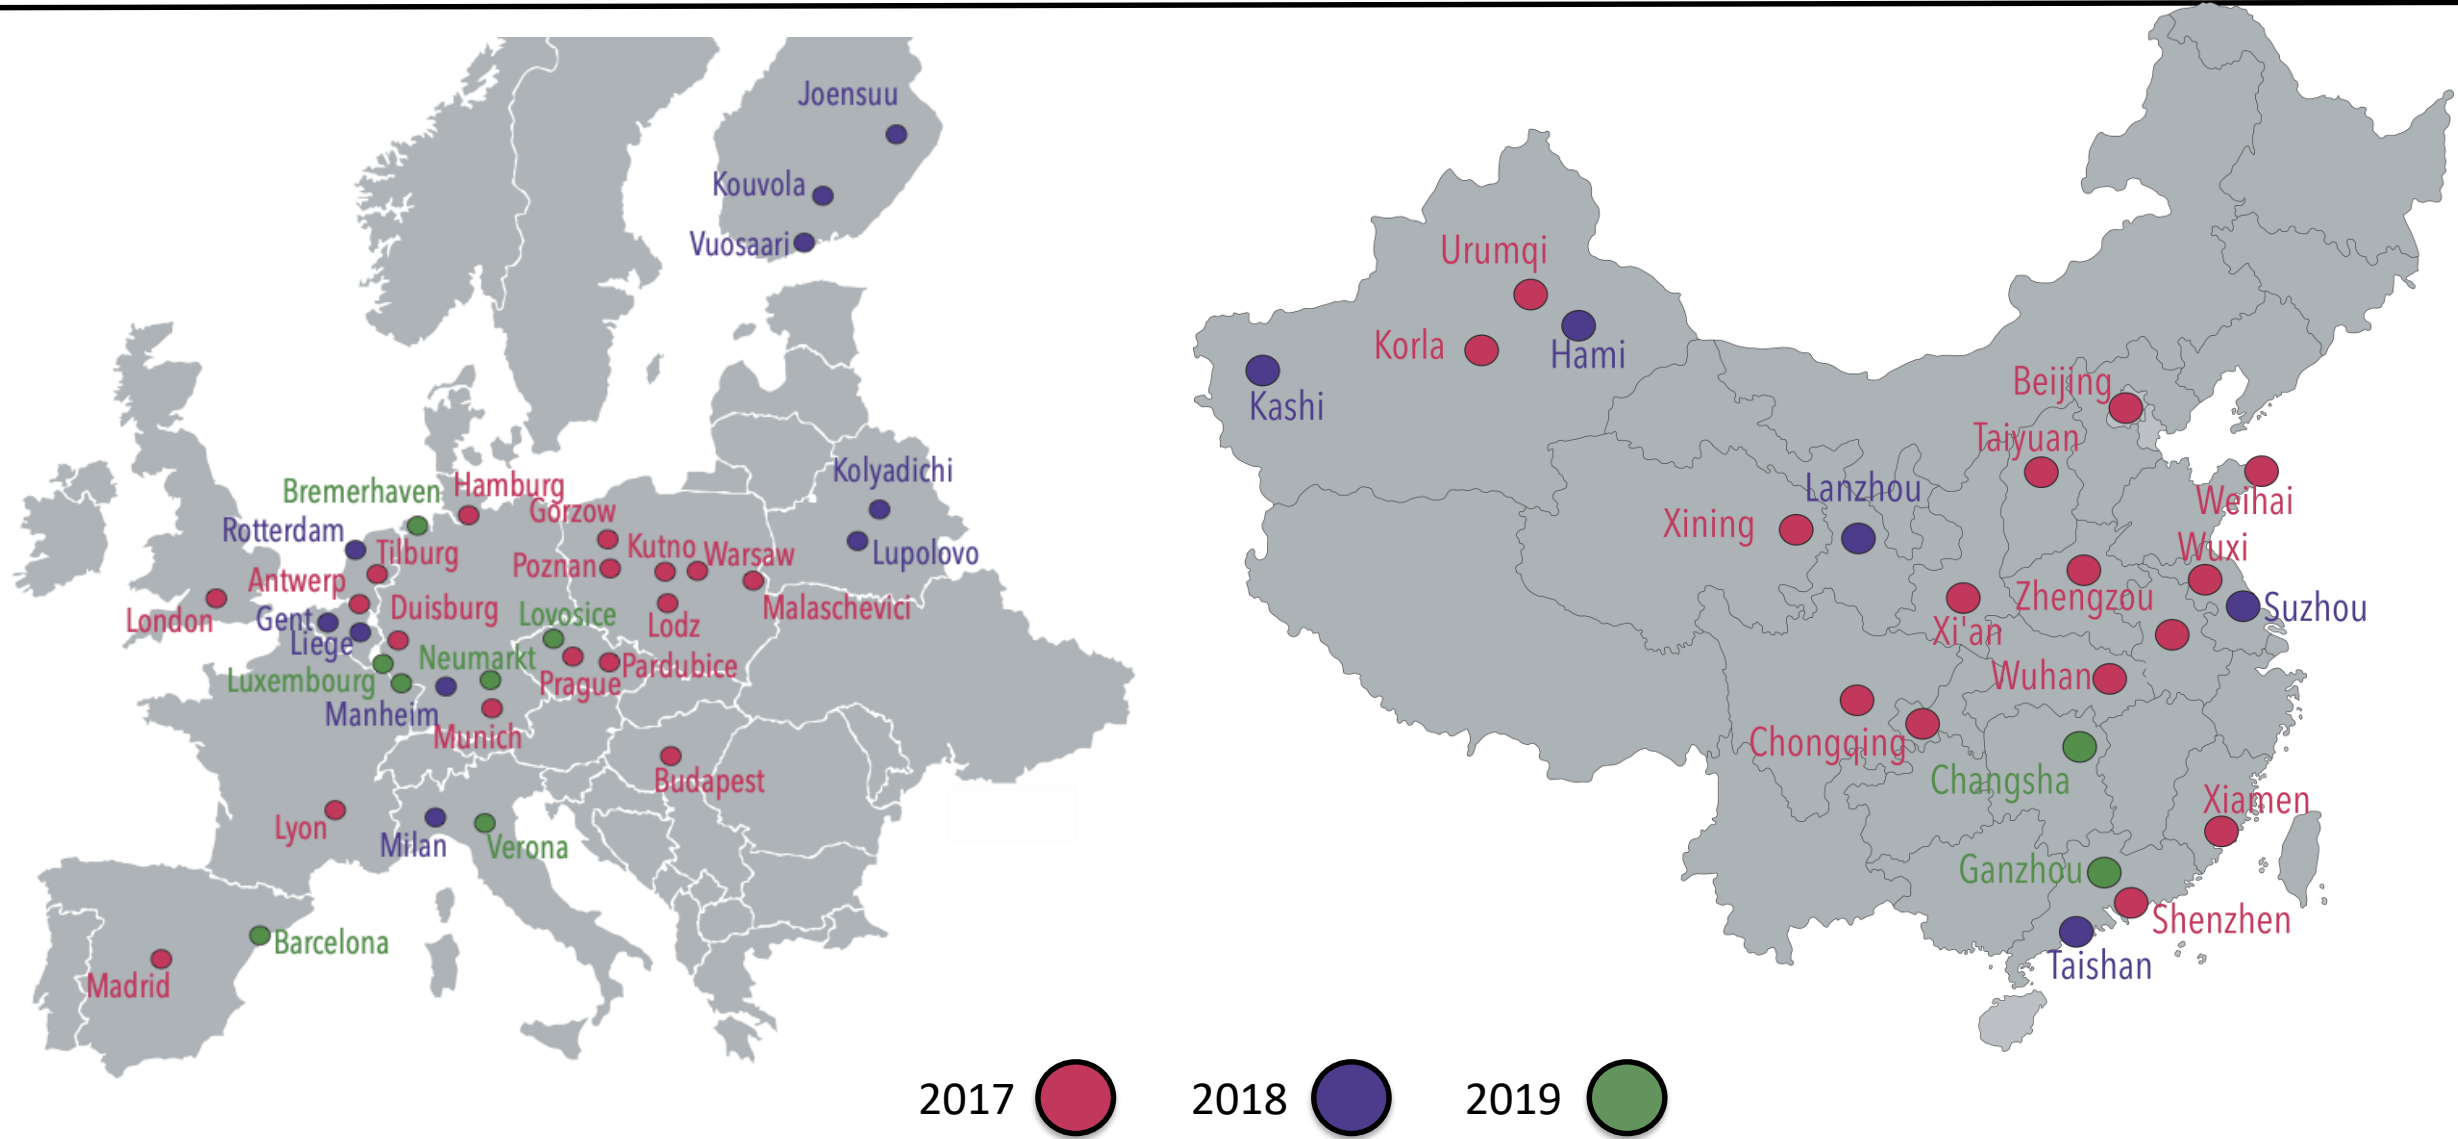 Joensuu
Kouvola
Vuosaari
Kolyadichi
Lupolovo
Bremerhaven
Hamburg
Gorzow
Rotterdam
Tilburg
Kutno
Warsaw
Poznan
Antwerp
Malaschevici
London
Gent
Duisburg
Lovosice
Lodz
Liege
Neumarkt
Pardubice
Luxembourg
Prague
Manheim
Munich
Budapest
Lyon
Milan
Verona
Barcelona
Madrid
Urumqi
Korla
Hami
Kashi
Beijing
Taiyuan
Lanzhou
Weihai
Xining
Wuxi
Zhengzou
Suzhou
Xi'an
Wuhan
Chongqing
Changsha
Xiamen
Ganzhou
Shenzhen
Taishan
2017
2018
2019